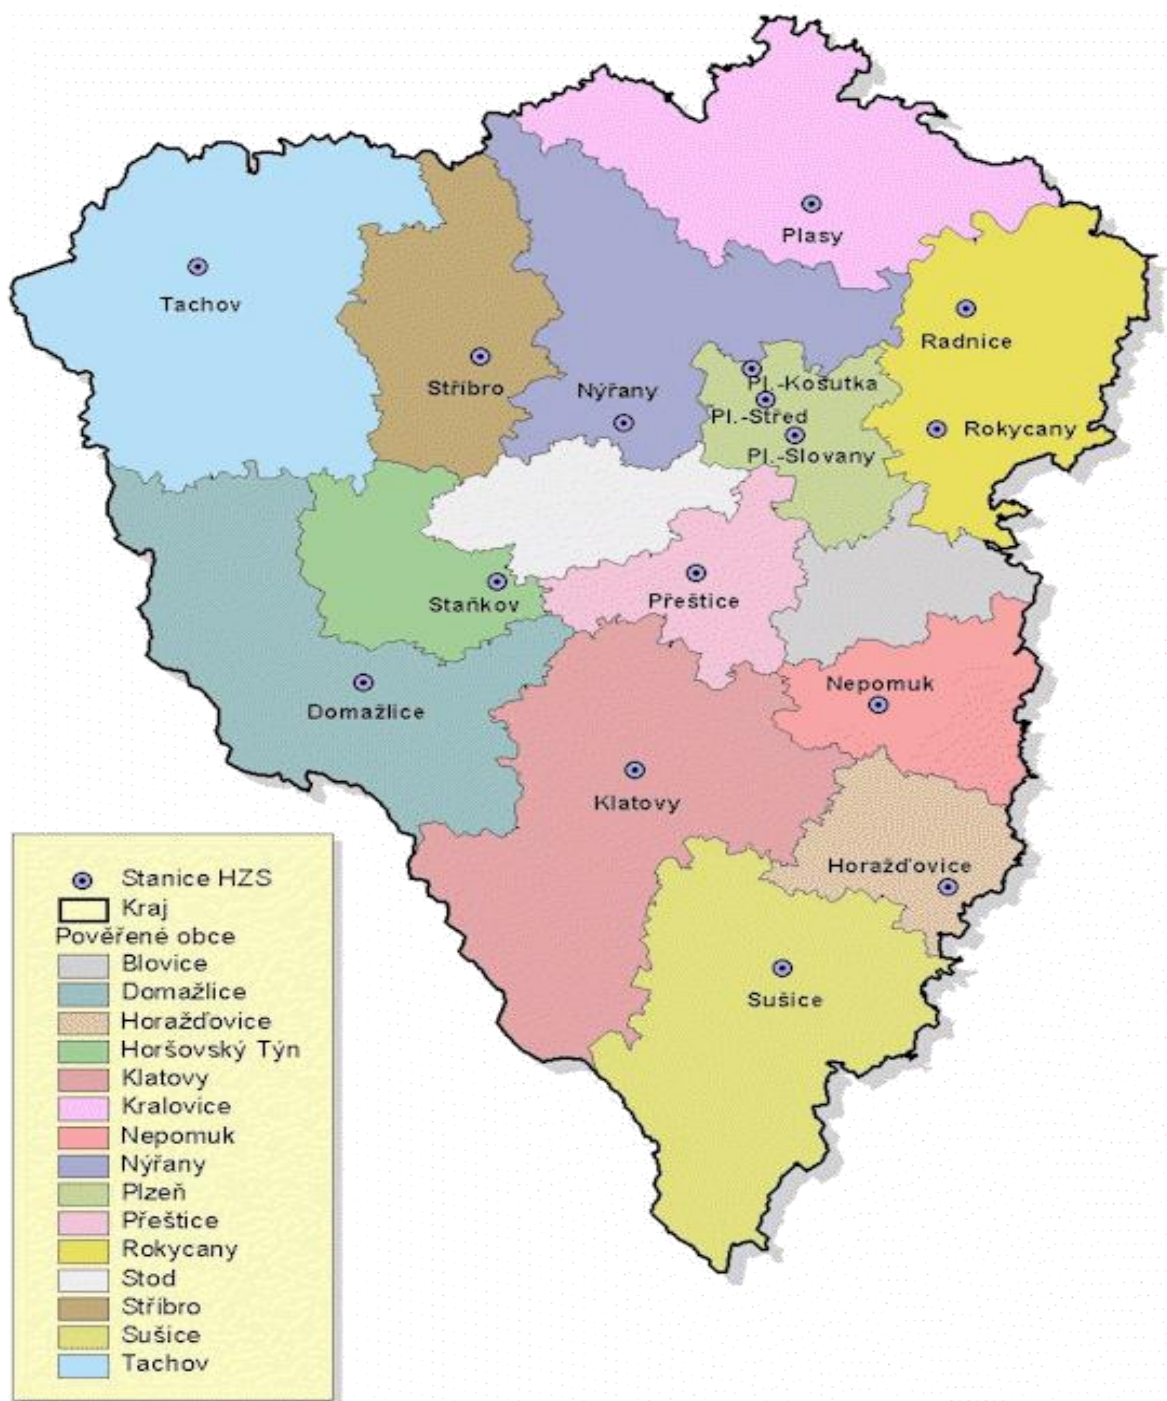 Plasy
Tachov
Radnice
Stříbro
Nýřany
Pl.-Košutka
Pl.-Střed
Rokycany
Pl.-Slovany
Staňkov
Přeštice
Nepomuk
Domažlice
Klatovy
Horažďovice
Sušice
Stanice HZS
Kraj
Pověřené obce
Blovice
Domažlice
Horažďovice
Horšovský Týn
Klatovy
Kralovice
Nepomuk
Nýřany
Plzeň
Přeštice
Rokycany
Stod
Stříbro
Sušice
Tachov